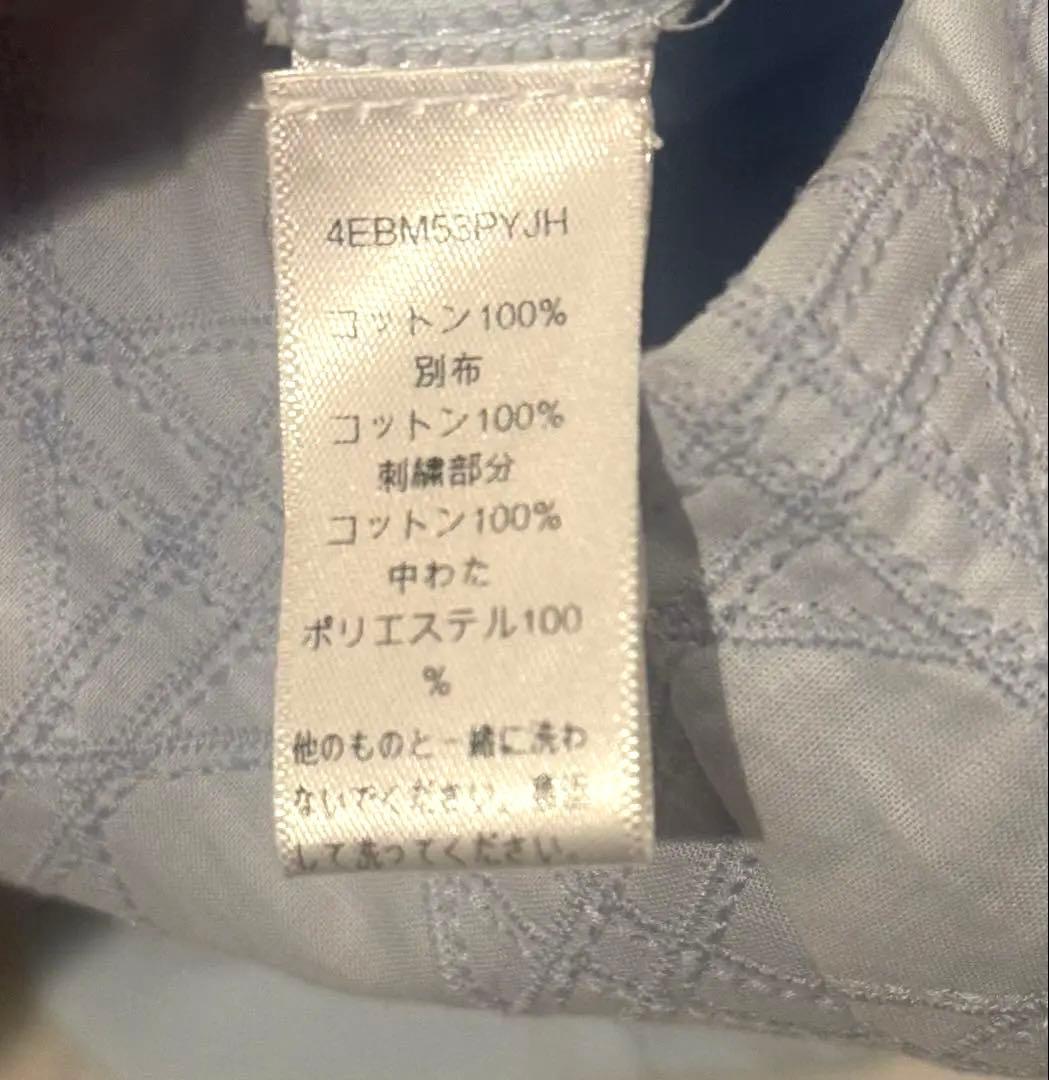 4EBM53PYJH
コットン100%
別布
コットン100%
刺繍部分
コットン100%
中わた
ポリエステル100
%
他のものと一緒に洗わ
ないでください。裏返
して洗ってください。